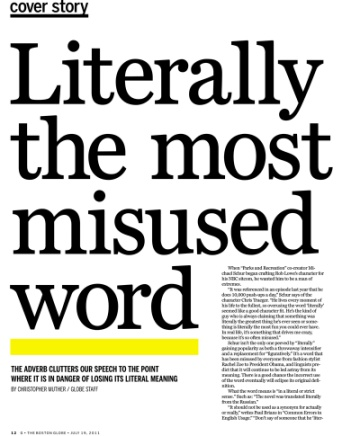 cover story
Literally
the most
misused
word
THE ADVERB CLUTTERS OUR SPEECH TO THE POINT
WHERE IT IS IN DANGER OF LOSING ITS LITERAL MEANING
BY CHRISTOPHER MUTHER / GLOBE STAFF
When "Parks and Recreation" co-creator Mi-
chael Schur began crafting Rob Lowe's character for
his NBC sitcom, he wanted him to be a man of
extremes.
"It was referenced in an episode last year that he
does 10,000 push-ups a day," Schur says of the
character Chris Traeger. "He lives every moment of
his life to the fullest, so overusing the word 'literally'
seemed like a good character fit. He's the kind of
guy who is always claiming that something was
literally the greatest thing he's ever seen or some-
thing is literally the most fun you could ever have.
In real life, it's something that drives me crazy,
because it's so often misused."
Schur isn't the only one peeved by "literally"
gaining popularity as both a throwaway intensifier
and a replacement for "figuratively." It's a word that
has been misused by everyone from fashion stylist
Rachel Zoe to President Obama, and linguists pre-
dict that it will continue to be led astray from its
meaning. There is a good chance the incorrect use
of the word eventually will eclipse its original defi-
nition.
What the word means is "in a literal or strict
sense." Such as: "The novel was translated literally
from the Russian."
"It should not be used as a synonym for actually
or really," writes Paul Brians in "Common Errors in
English Usage." "Don't say of someone that he 'liter-
12 G • THE BOSTON GLOBE • JULY 19, 2011